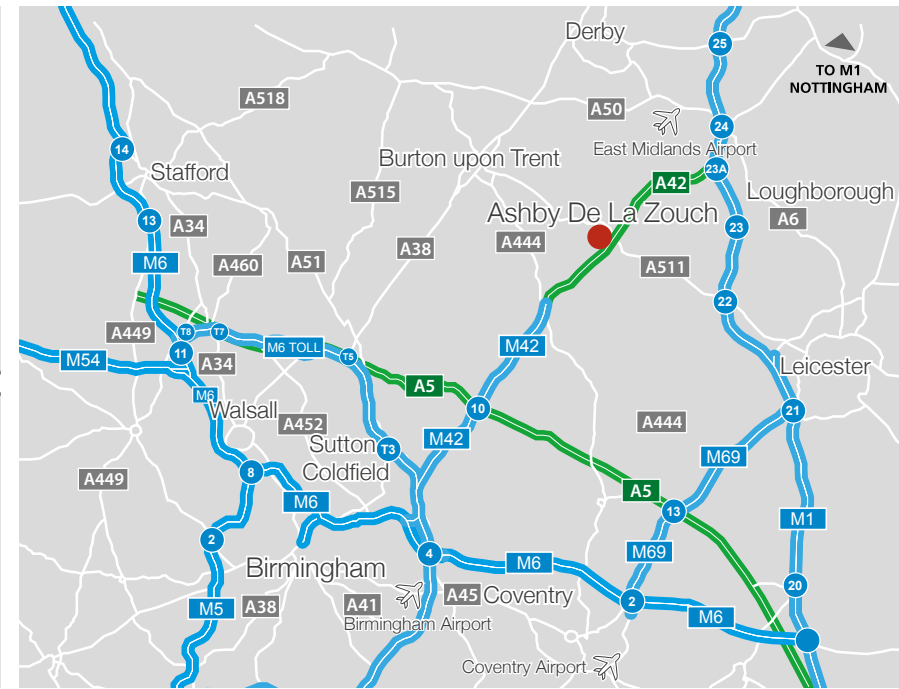 Derby
25
TO M1
NOTTINGHAM
A518
A50
24
East Midlands Airport
14
Stafford
Burton upon Trent
23A
A42
A515
Loughborough
13
A34
Ashby De La Zouch
A6
23
A444
A38
M6
A460
A51
A511
22
A449
T8
T7
M42
M6 TOLL
T5
11
M54
A34
Leicester
A5
M6
Walsall
10
21
A452
A444
M42
Sutton
Coldfield
T3
M69
8
A449
A5
M6
13
M1
2
M69
4
M6
Birmingham
20
A45
Coventry
M5
A38
A41
2
M6
Birmingham Airport
Coventry Airport